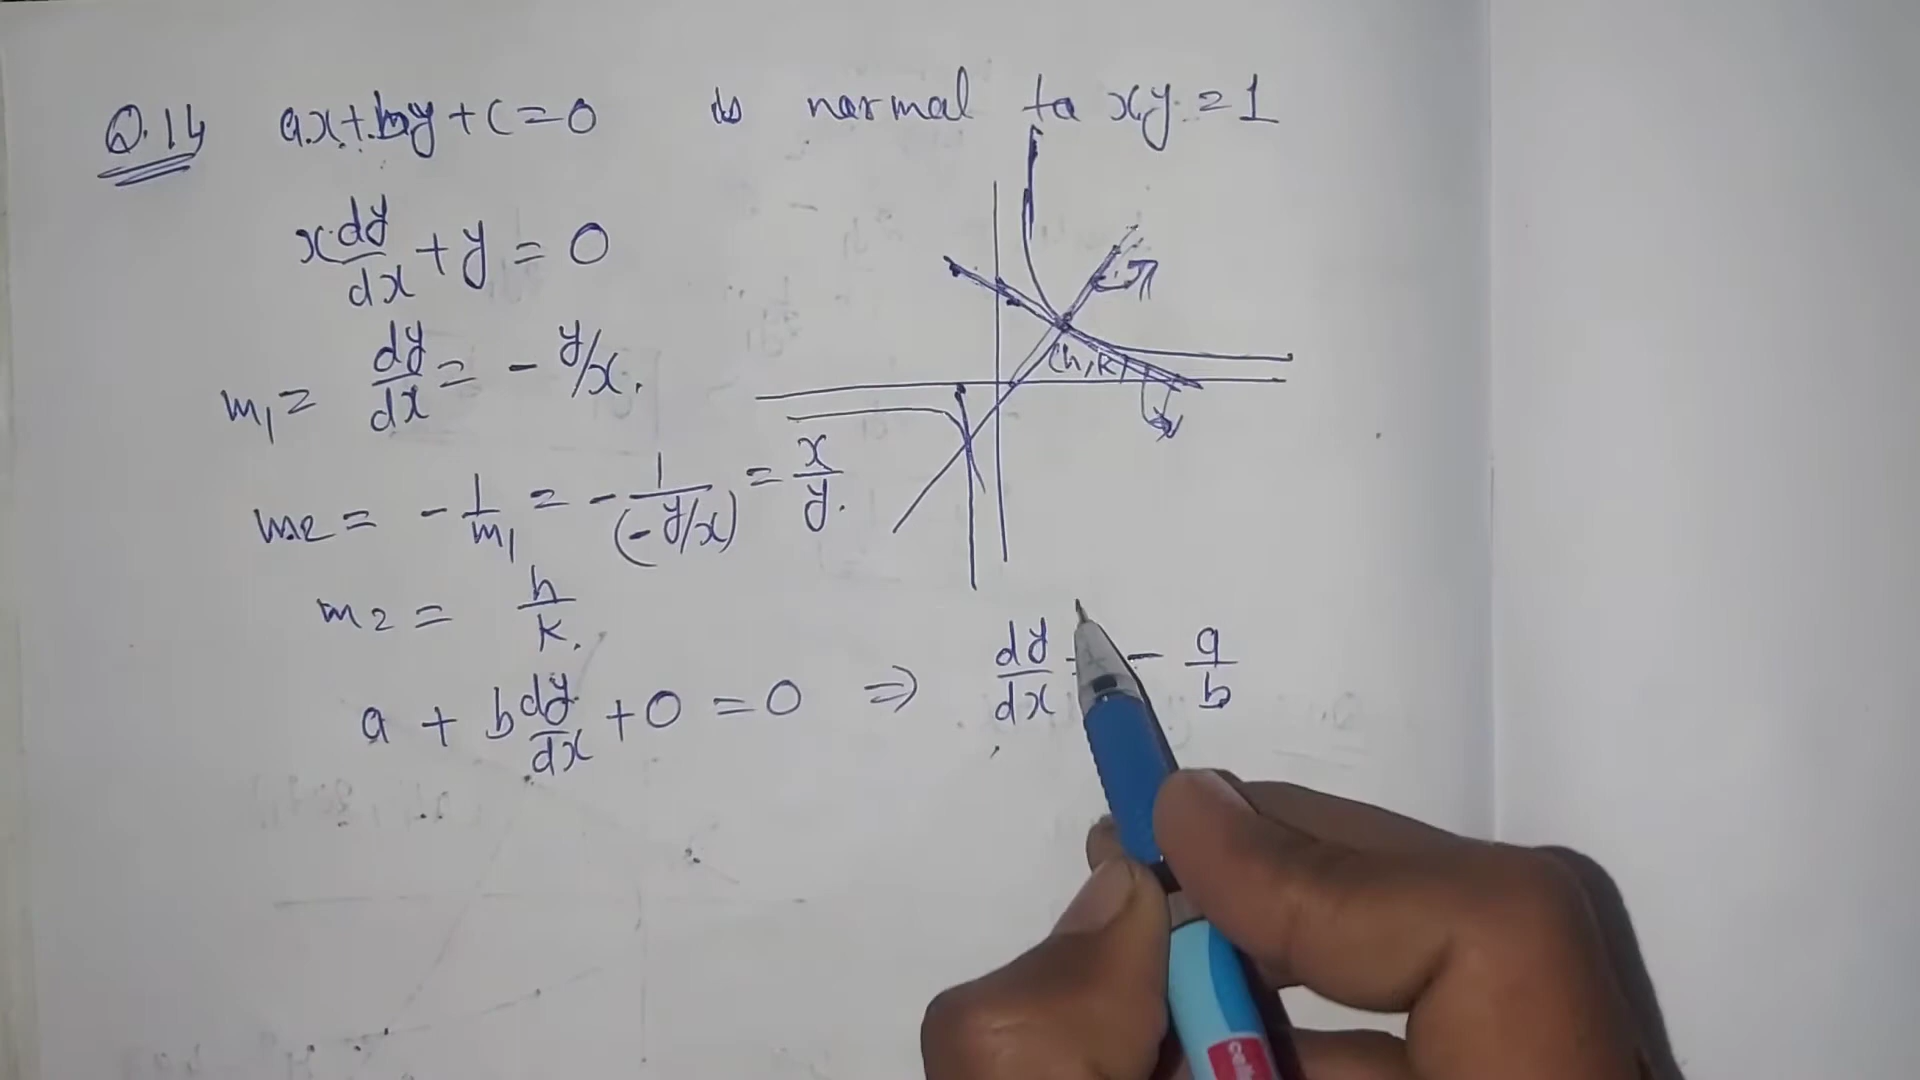 Q.14 ax+by+c=0 is normal to xy=1
x dy/dx + y = 0
m₁= dy/dx = - y/x.
m₂ = - 1/m₁ = - 1/(-y/x) = x/y.
m₂ = h/k.
a + b dy/dx + 0 = 0 ⇒ dy/dx = - a/b
(h,k)